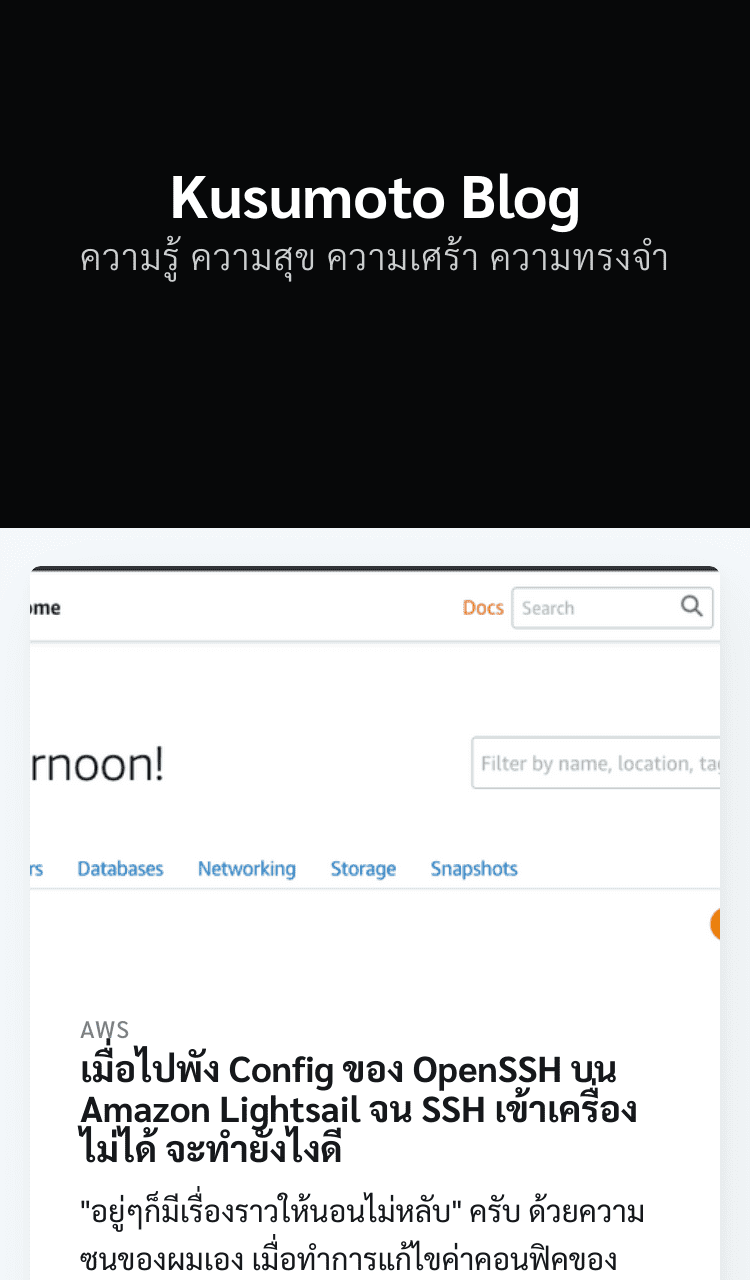 Kusumoto Blog
ความรู้ ความสุข ความเศร้า ความทรงจำ
ome Docs Search
rnoon! Filter by name, location, tag
rs Databases Networking Storage Snapshots
AWS
เมื่อไปพัง Config ของ OpenSSH บน
Amazon Lightsail จน SSH เข้าเครื่อง
ไม่ได้ จะทำยังไงดี
"อยู่ๆก็มีเรื่องราวให้นอนไม่หลับ" ครับ ด้วยความ
ซนของผมเอง เมื่อทำการแก้ไขค่าคอนฟิคของ